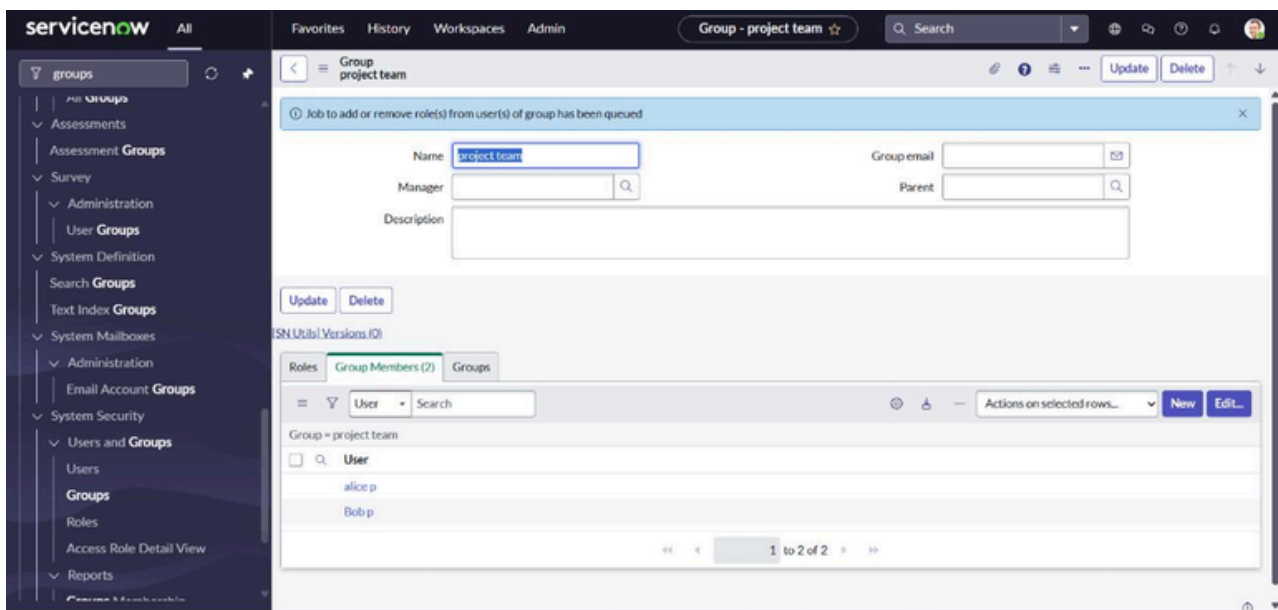 servicenow All Favorites History Workspaces Admin Group - project team Search
groups
All Groups
Assessments
Assessment Groups
Survey
Administration
User Groups
System Definition
Search Groups
Text Index Groups
System Mailboxes
Administration
Email Account Groups
System Security
Users and Groups
Users
Groups
Roles
Access Role Detail View
Reports
Groups Membership
Group
project team
Update Delete
Job to add or remove role(s) from user(s) of group has been queued
Name project team Group email
Manager Parent
Description
Update Delete
[SN Utils] Versions (0)
Roles Group Members (2) Groups
User Search Actions on selected rows... New Edit...
Group = project team
User
alice p
Bob p
1 to 2 of 2